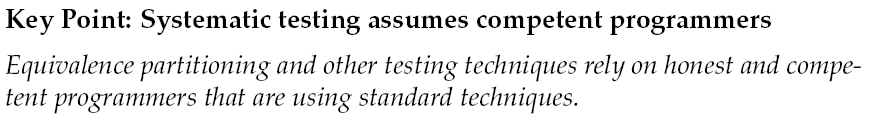 Key Point: Systematic testing assumes competent programmers
Equivalence partitioning and other testing techniques rely on honest and compe-
tent programmers that are using standard techniques.